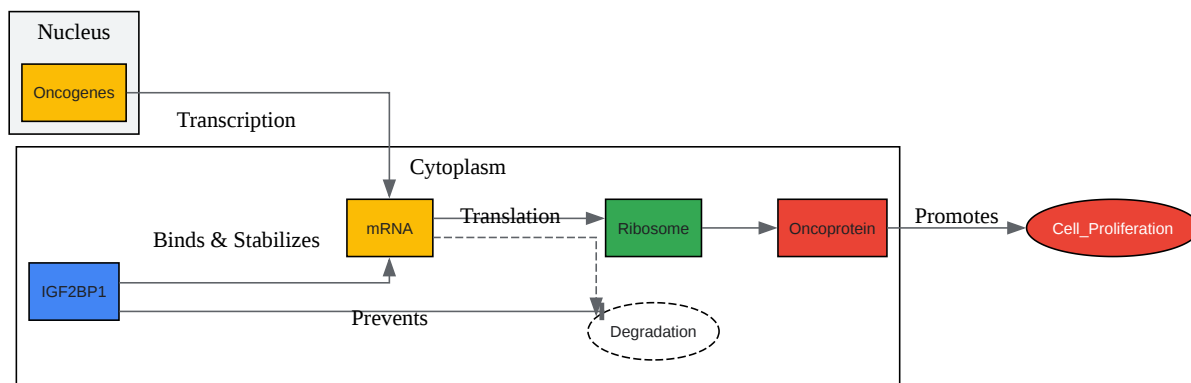 Nucleus
Oncogenes
Transcription
Cytoplasm
mRNA
Translation
Ribosome
Oncoprotein
Promotes
Cell_Proliferation
Binds & Stabilizes
IGF2BP1
Prevents
Degradation